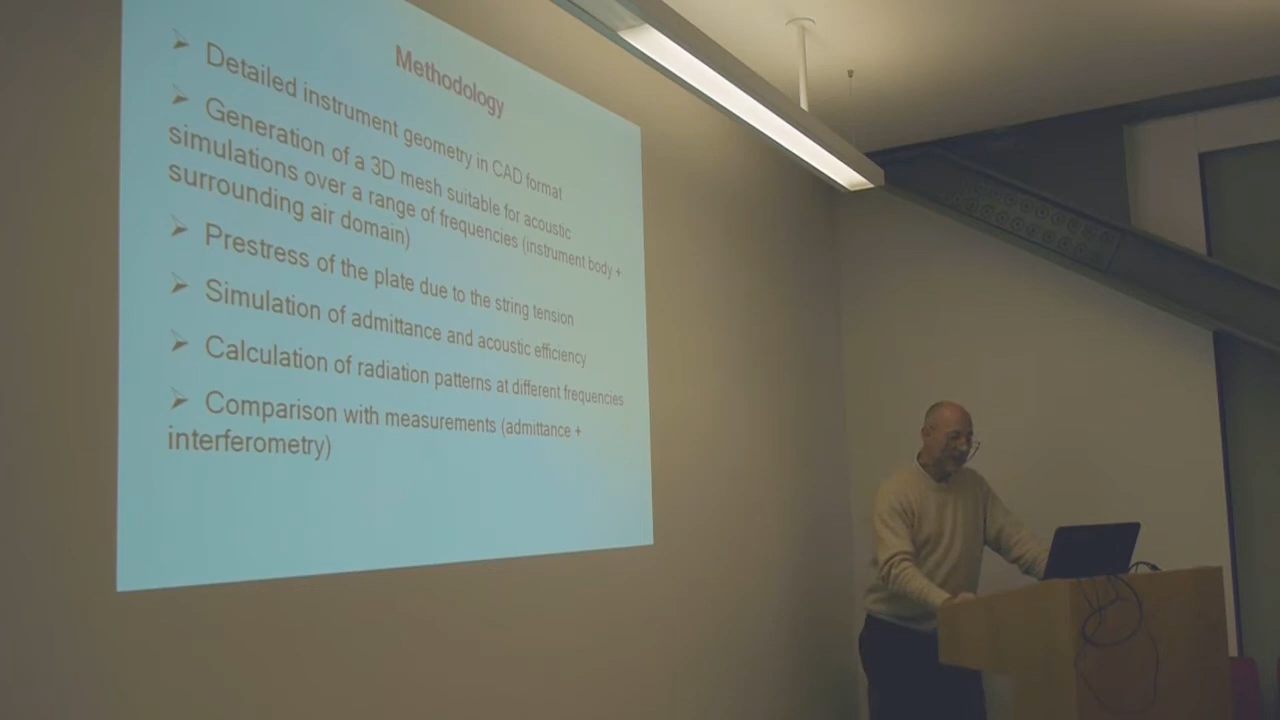 Methodology
➢ Detailed instrument geometry in CAD format
➢ Generation of a 3D mesh suitable for acoustic
simulations over a range of frequencies (instrument body +
surrounding air domain)
➢ Prestress of the plate due to the string tension
➢ Simulation of admittance and acoustic efficiency
➢ Calculation of radiation patterns at different frequencies
➢ Comparison with measurements (admittance +
interferometry)